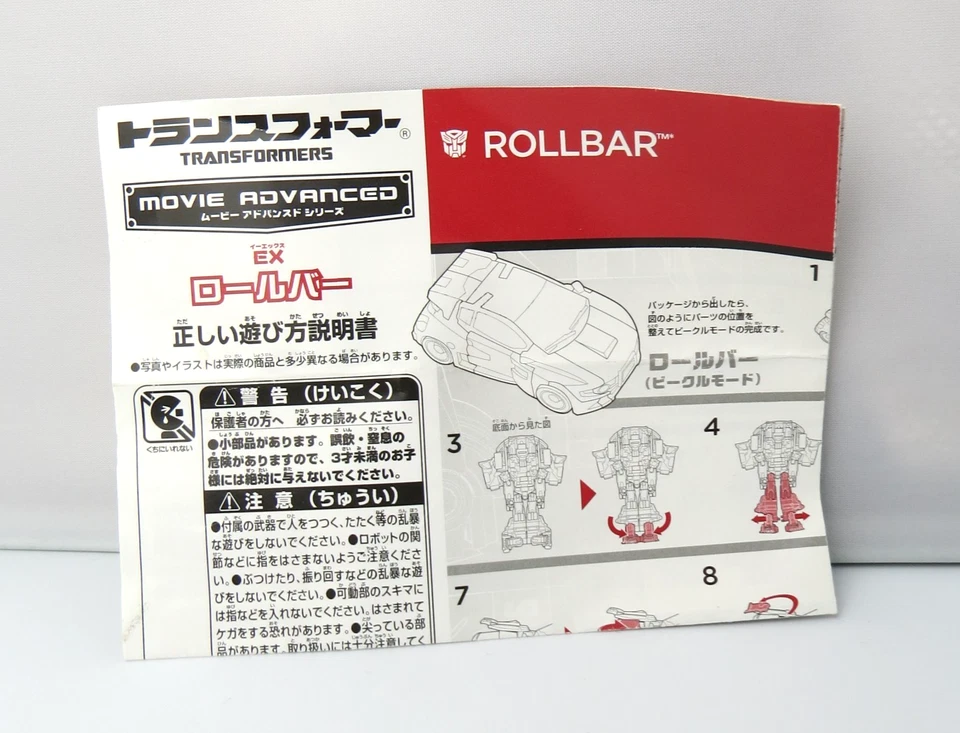 トランスフォーマー®
TRANSFORMERS
MOVIE ADVANCED
ムービー アドバンスド シリーズ
イーエックス
EX
ロールバー
正しい遊び方説明書
●写真やイラストは実際の商品と多少異なる場合があります。
くちにいれない
⚠警告（けいこく）
保護者の方へ 必ずお読みください。
●小部品があります。誤飲・窒息の
危険がありますので、3才未満のお子
様には絶対に与えないでください。
⚠注意（ちゅうい）
●付属の武器で人をつつく、たたく等の乱暴
な遊びをしないでください。●ロボットの関
節などに指をはさまないようご注意くださ
い。●ぶつけたり、振り回すなどの乱暴な遊
びをしないでください。●可動部のスキマに
は指などを入れないでください。はさまれて
ケガをする恐れがあります。●尖っている部
品があります。取り扱いには十分注意してく
ROLLBAR™*
1
パッケージから出したら、
図のようにパーツの位置を
整えてビークルモードの完成です。
ロールバー
（ビークルモード）
3
底面から見た図
4
7
8